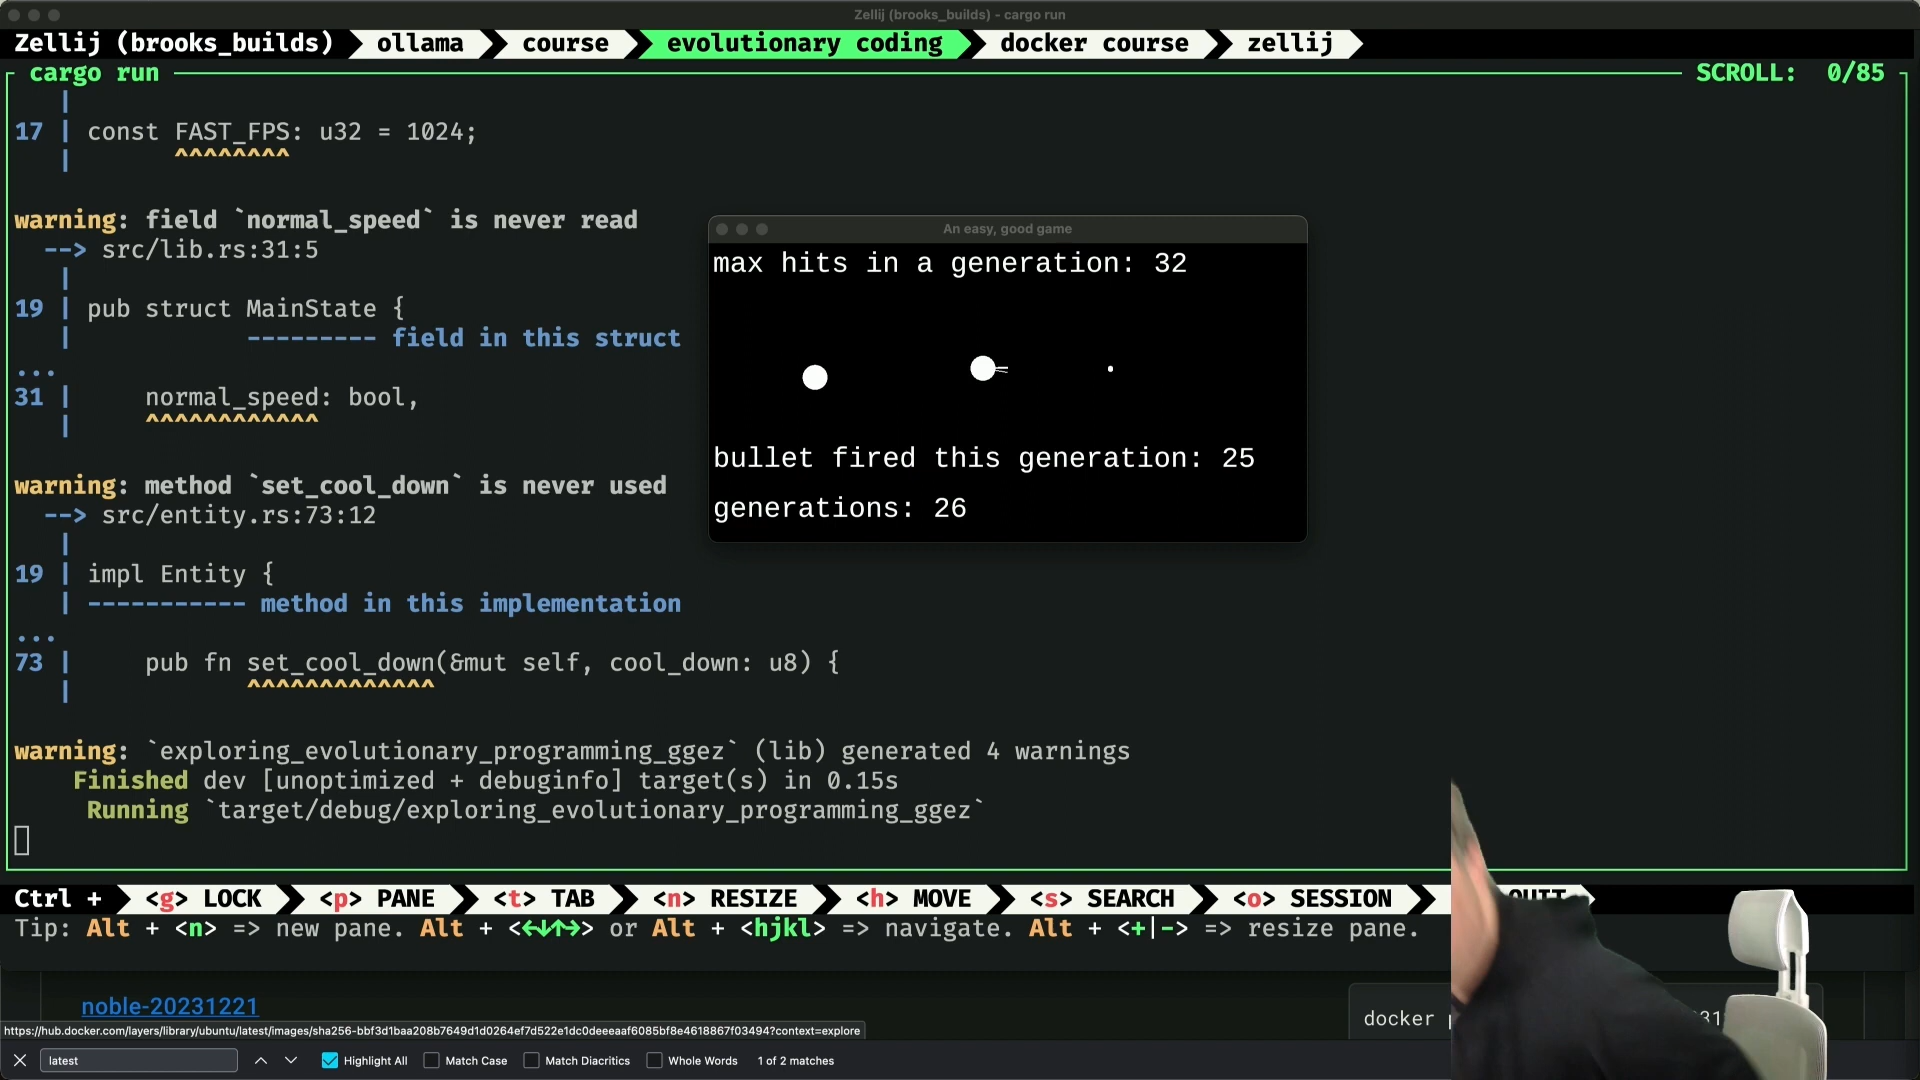 Zellij (brooks_builds) - cargo run
Zellij (brooks_builds) ollama course evolutionary coding docker course zellij
cargo run SCROLL: 0/85
17 | const FAST_FPS: u32 = 1024;
^^^^^^^^
warning: field `normal_speed` is never read
--> src/lib.rs:31:5
19 | pub struct MainState {
| --------- field in this struct
...
31 | normal_speed: bool,
^^^^^^^^^^^^
warning: method `set_cool_down` is never used
--> src/entity.rs:73:12
19 | impl Entity {
| ----------- method in this implementation
...
73 | pub fn set_cool_down(&mut self, cool_down: u8) {
^^^^^^^^^^^^^
warning: `exploring_evolutionary_programming_ggez` (lib) generated 4 warnings
Finished dev [unoptimized + debuginfo] target(s) in 0.15s
Running `target/debug/exploring_evolutionary_programming_ggez`
An easy, good game
max hits in a generation: 32
bullet fired this generation: 25
generations: 26
Ctrl + <g> LOCK <p> PANE <t> TAB <n> RESIZE <h> MOVE <s> SEARCH <o> SESSION QUIT
Tip: Alt + <n> => new pane. Alt + <←↓↑→> or Alt + <hjkl> => navigate. Alt + <+|-> => resize pane.
noble-20231221
docker
https://hub.docker.com/layers/library/ubuntu/latest/images/sha256-bbf3d1baa208b7649d1d0264ef7d522e1dc0deeeaaf6085bf8e4618867f03494?context=explore
latest Highlight All Match Case Match Diacritics Whole Words 1 of 2 matches